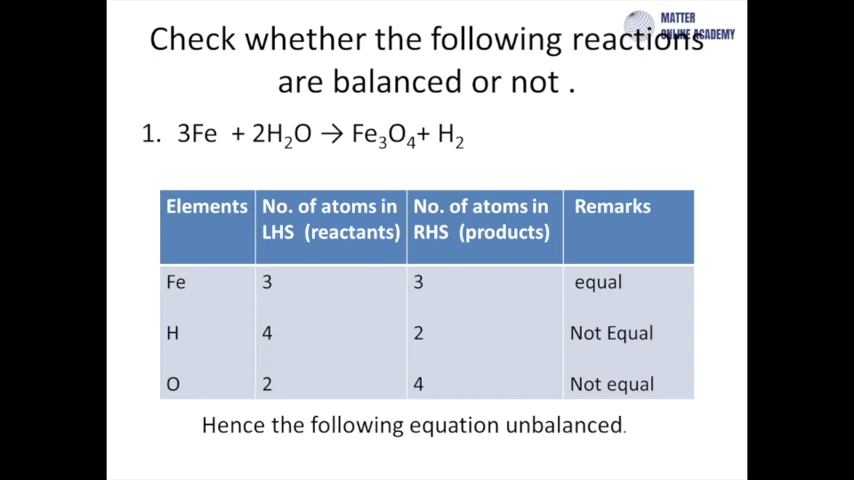 MATTER
ONLINE ACADEMY
Check whether the following reactions
are balanced or not .
1. 3Fe + 2H₂O → Fe₃O₄+ H₂
Elements No. of atoms in LHS (reactants) No. of atoms in RHS (products) Remarks
Fe 3 3 equal
H 4 2 Not Equal
O 2 4 Not equal
Hence the following equation unbalanced.